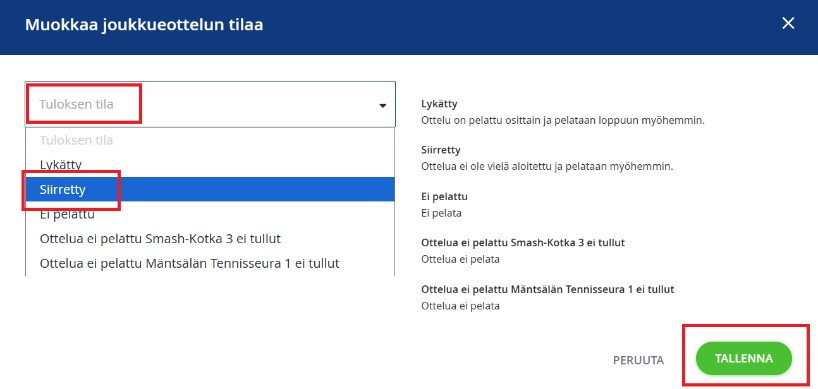 Muokkaa joukkueottelun tilaa
Tuloksen tila
Tuloksen tila
Lykätty
Siirretty
Ei pelattu
Ottelua ei pelattu Smash-Kotka 3 ei tullut
Ottelua ei pelattu Mäntsälän Tennisseura 1 ei tullut
Lykätty
Ottelu on pelattu osittain ja pelataan loppuun myöhemmin.
Siirretty
Ottelua ei ole vielä aloitettu ja pelataan myöhemmin.
Ei pelattu
Ei pelata
Ottelua ei pelattu Smash-Kotka 3 ei tullut
Ottelua ei pelata
Ottelua ei pelattu Mäntsälän Tennisseura 1 ei tullut
Ottelua ei pelata
PERUUTA
TALLENNA